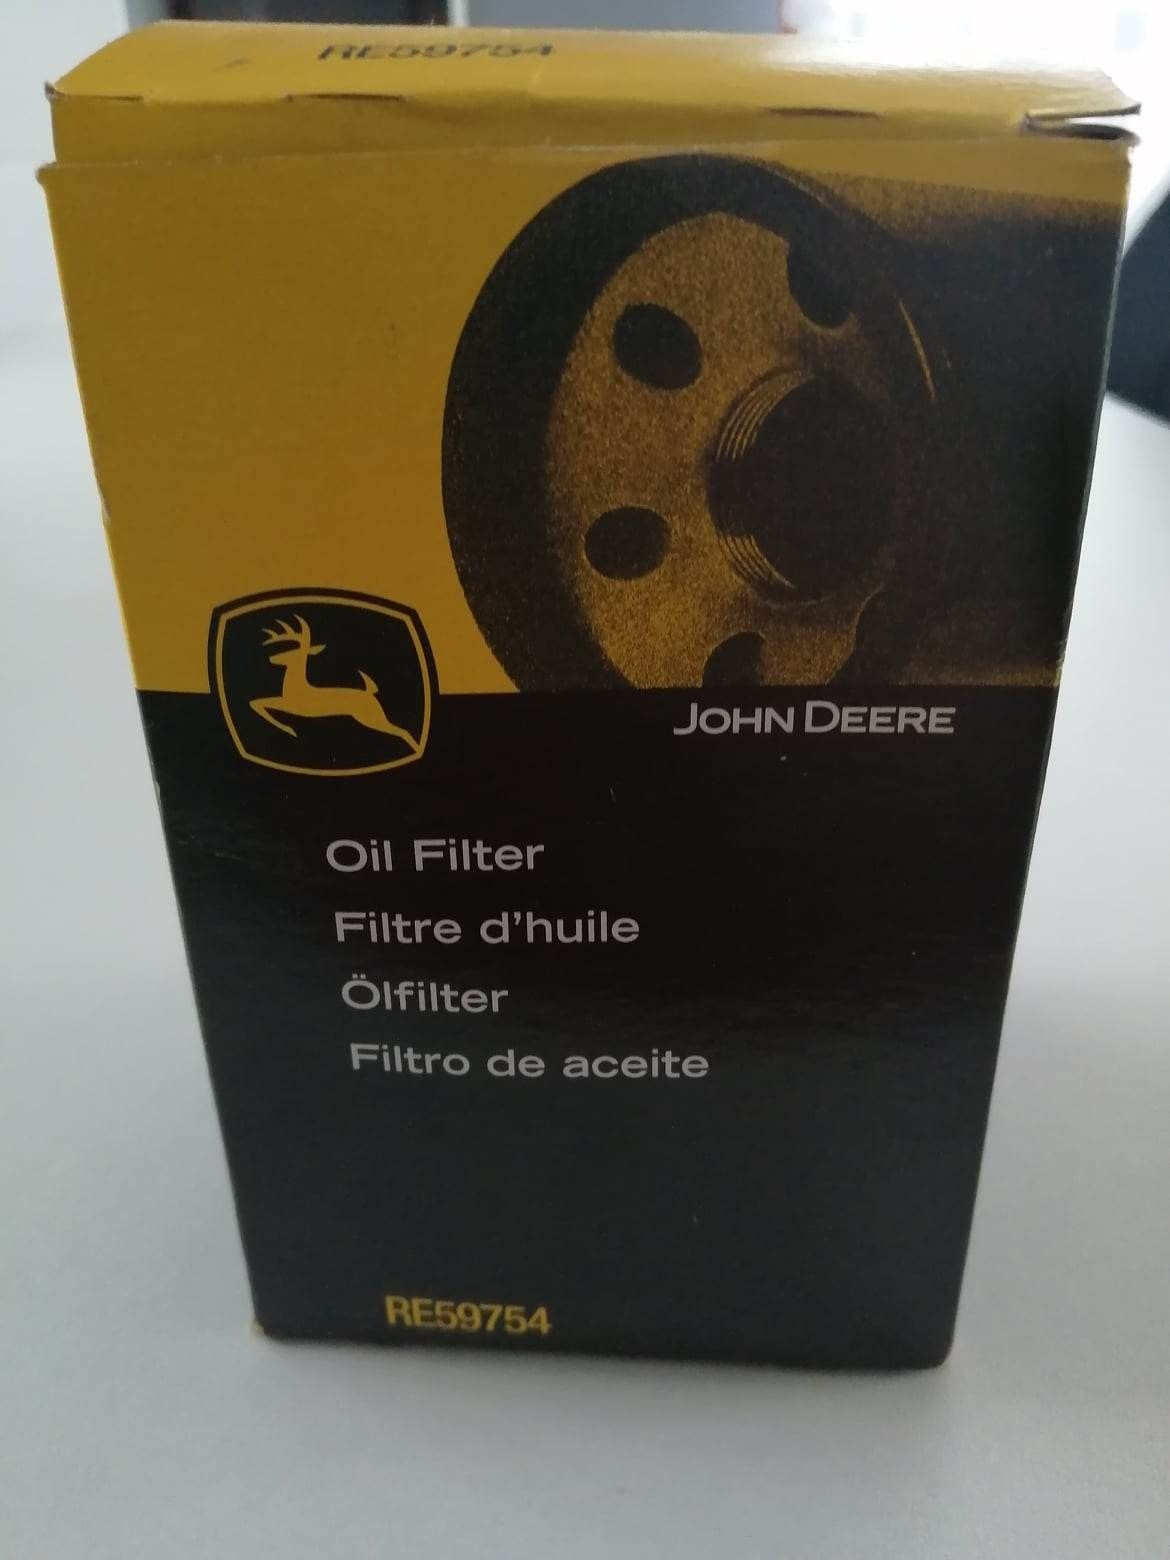 RE59754
JOHN DEERE
Oil Filter
Filtre d'huile
Ölfilter
Filtro de aceite
RE59754